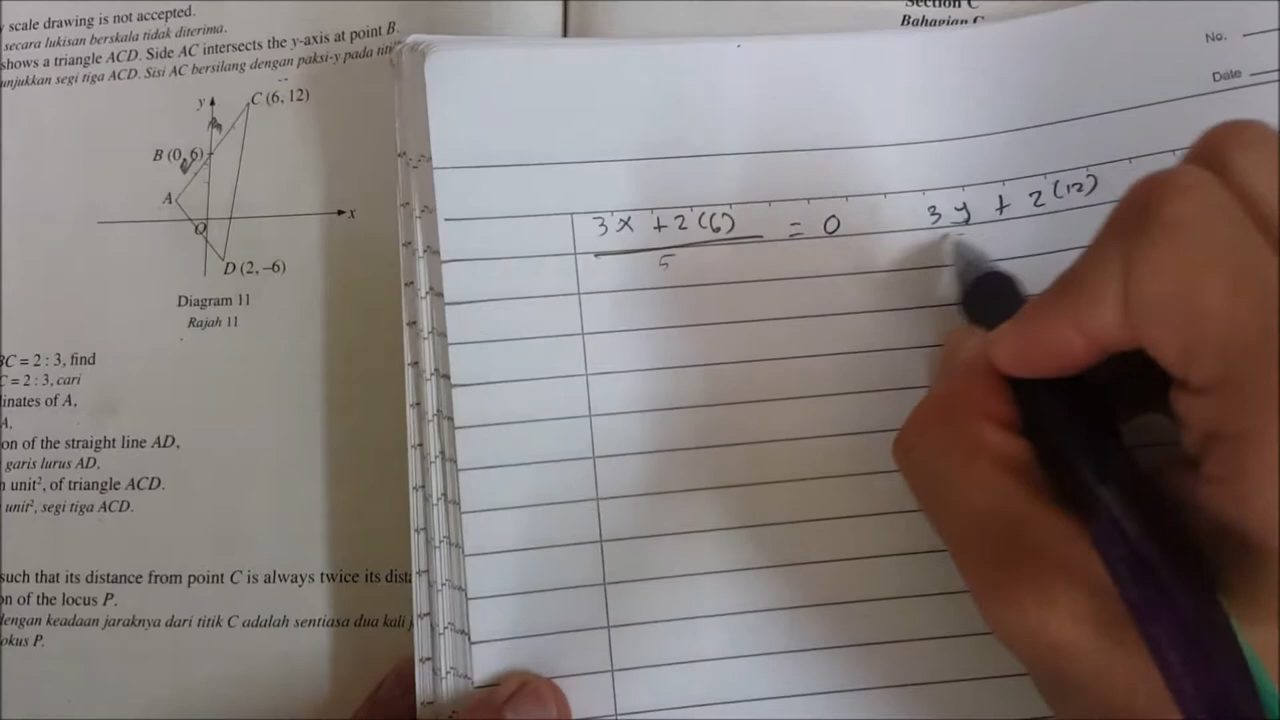 scale drawing is not accepted.
secara lukisan berskala tidak diterima.
shows a triangle ACD. Side AC intersects the y-axis at point B.
unjukkan segi tiga ACD. Sisi AC bersilang dengan paksi-y pada titi
y
C (6, 12)
B (0, 6)
A
O
x
D (2, –6)
Diagram 11
Rajah 11
BC = 2 : 3, find
C = 2 : 3, cari
inates of A,
A,
on of the straight line AD,
garis lurus AD,
unit², of triangle ACD.
unit², segi tiga ACD.
such that its distance from point C is always twice its dista
on of the locus P.
dengan keadaan jaraknya dari titik C adalah sentiasa dua kali
okus P.
Section C
Bahagian C
No.
Date
3x + 2(6) = 0 3y + 2(12)
5